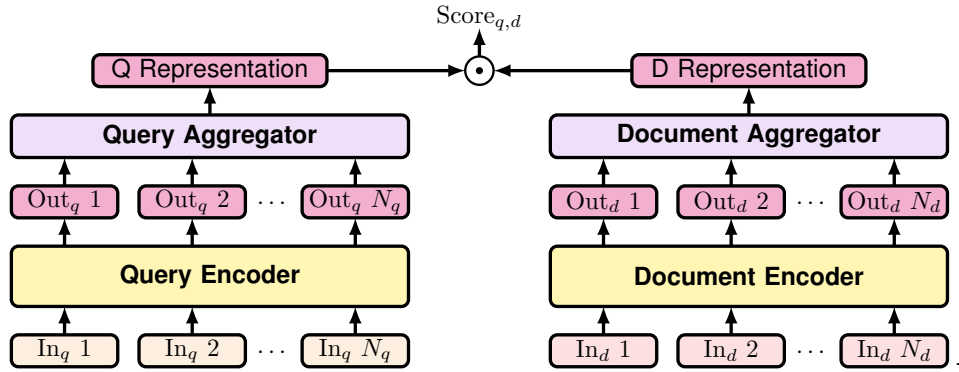 Score_{q,d}
Q Representation D Representation
Query Aggregator Document Aggregator
Out_q 1 Out_q 2 ... Out_q N_q Out_d 1 Out_d 2 ... Out_d N_d
Query Encoder Document Encoder
In_q 1 In_q 2 ... In_q N_q In_d 1 In_d 2 ... In_d N_d .